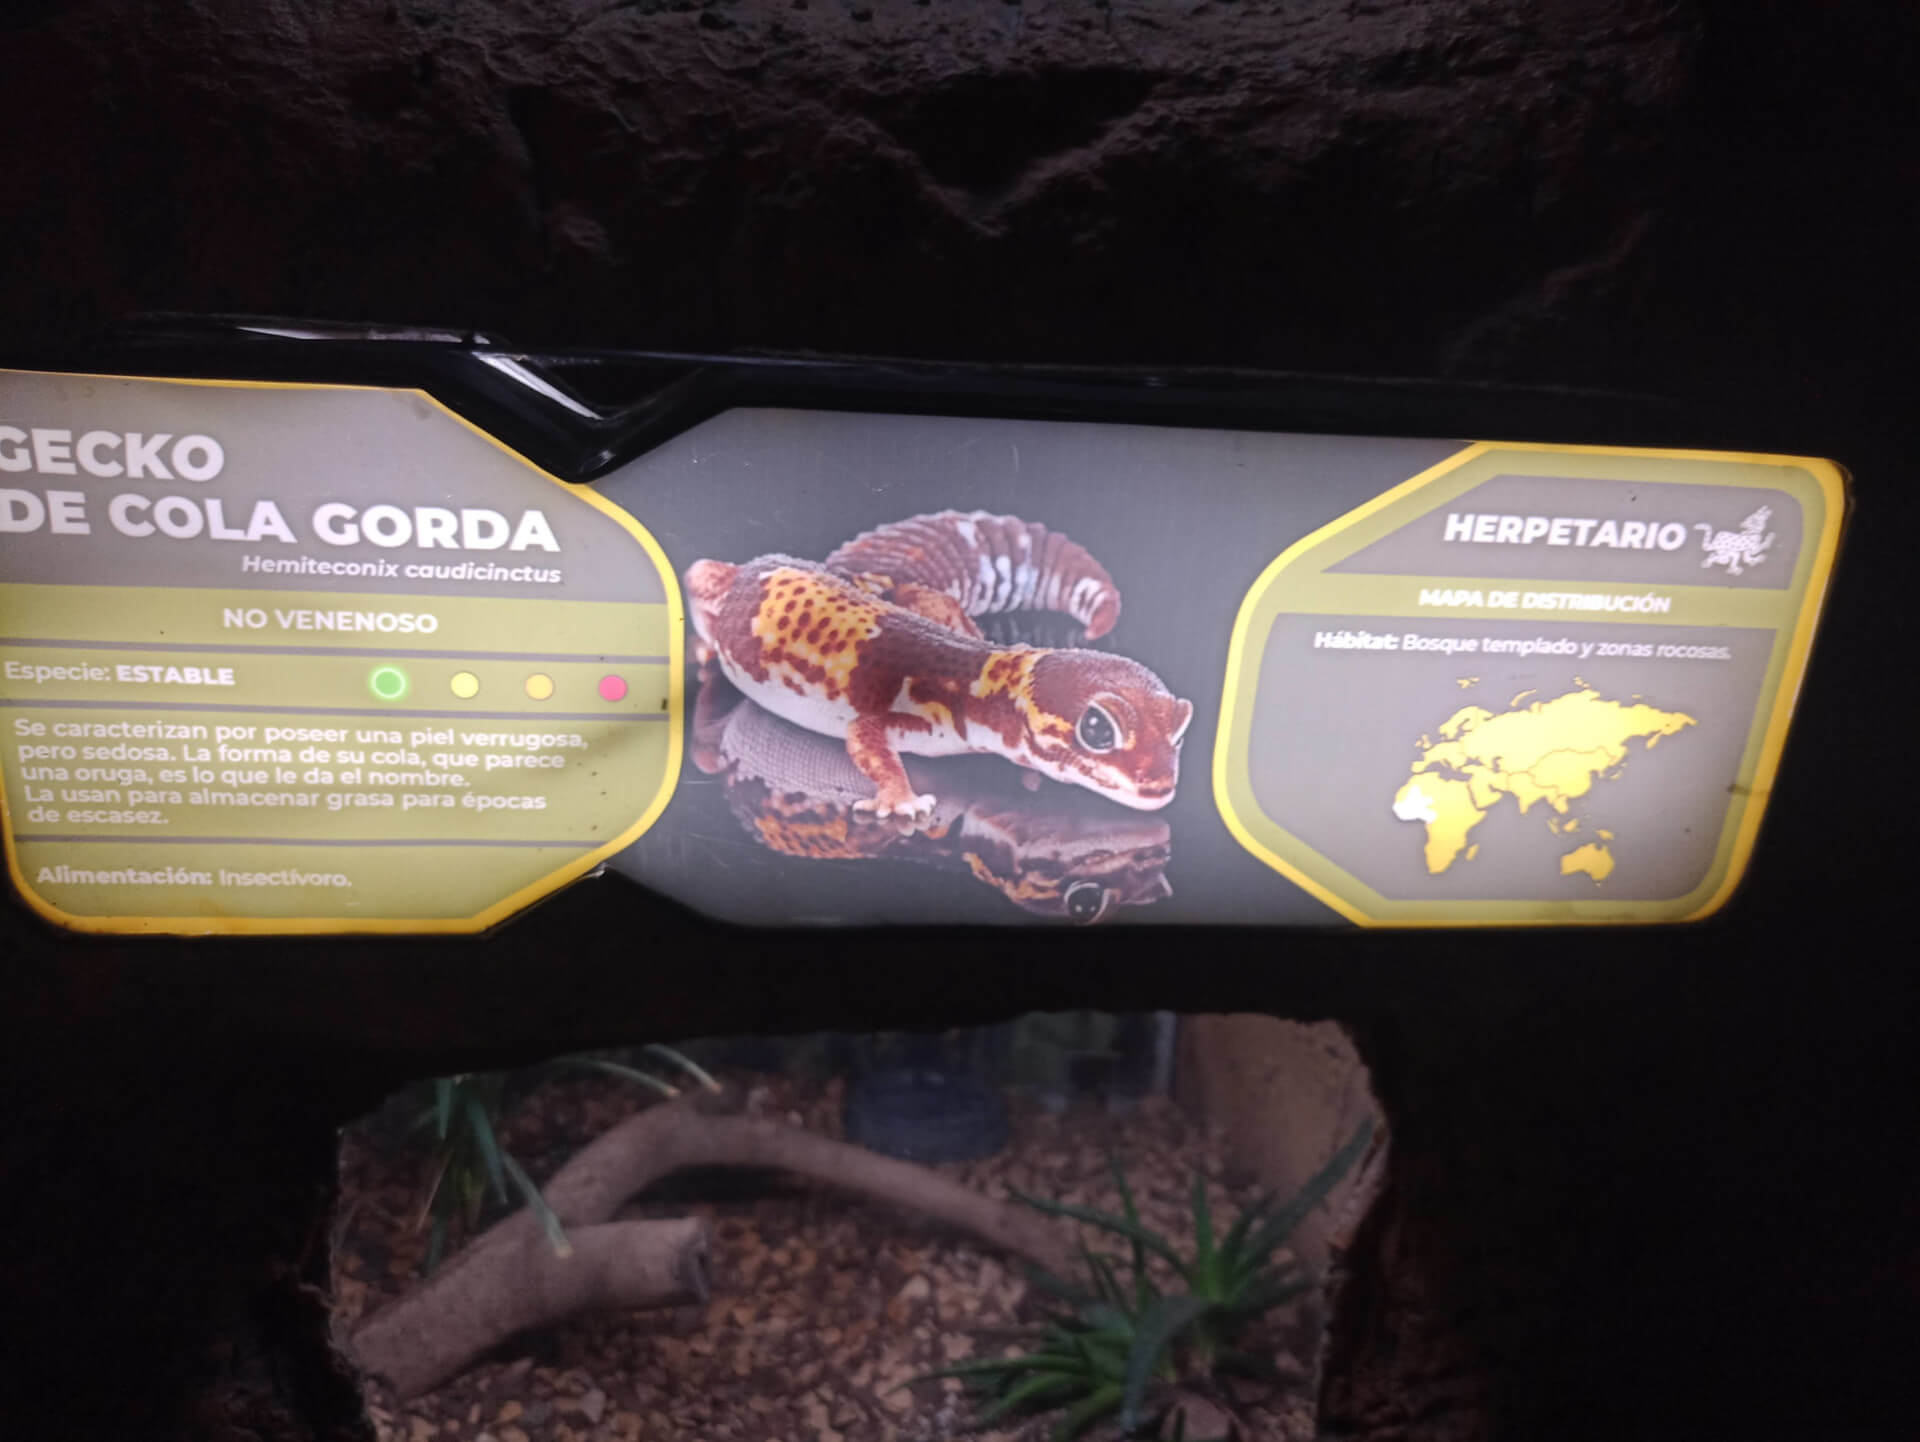 GECKO
DE COLA GORDA
Hemiteconix caudicinctus
NO VENENOSO
Especie: ESTABLE
Se caracterizan por poseer una piel verrugosa,
pero sedosa. La forma de su cola, que parece
una oruga, es lo que le da el nombre.
La usan para almacenar grasa para épocas
de escasez.
Alimentación: Insectívoro.
HERPETARIO
MAPA DE DISTRIBUCIÓN
Hábitat: Bosque templado y zonas rocosas.